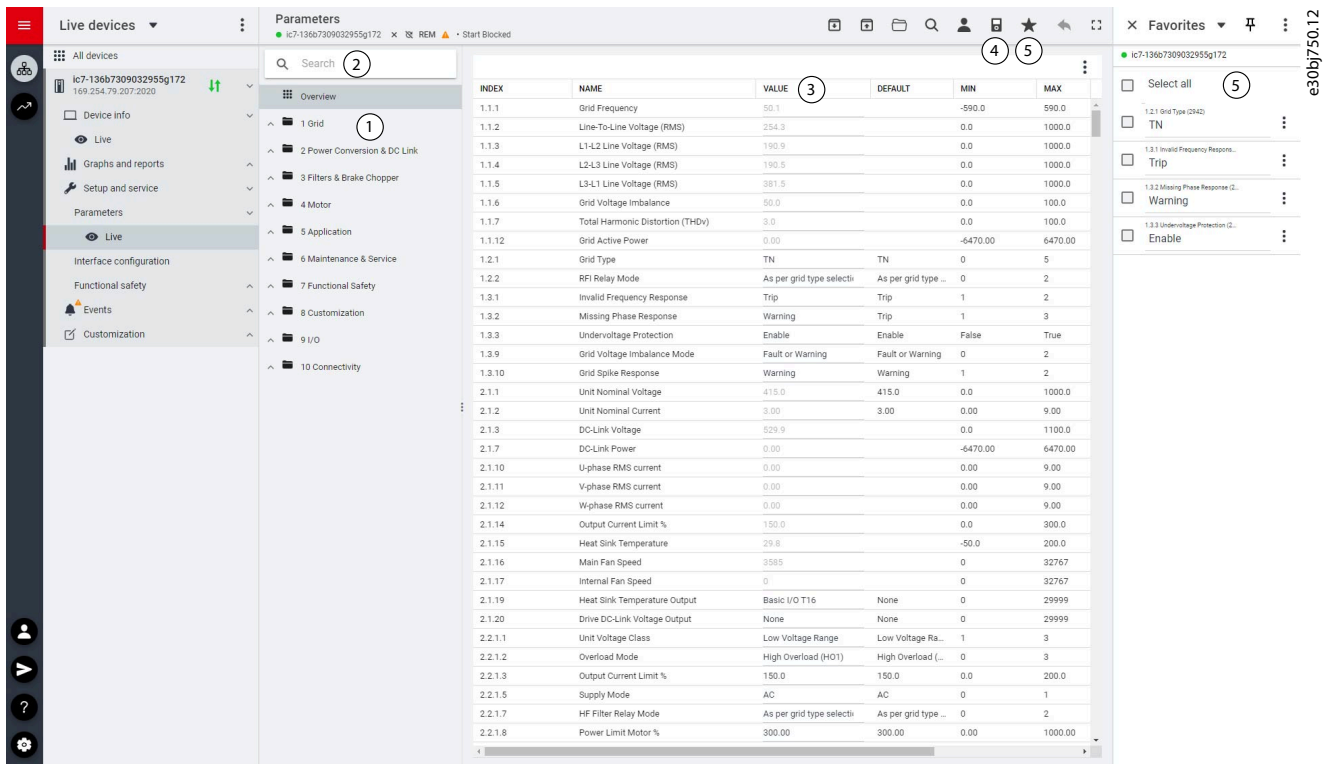 Live devices
Parameters
ic7-136b7309032955g172 REM • Start Blocked
4
5
Favorites
e30bj750.12
All devices
ic7-136b7309032955g172
169.254.79.207:2020
Device info
Live
Graphs and reports
Setup and service
Parameters
Live
Interface configuration
Functional safety
Events
Customization
Search 2
Overview
1 Grid 1
2 Power Conversion & DC Link
3 Filters & Brake Chopper
4 Motor
5 Application
6 Maintenance & Service
7 Functional Safety
8 Customization
9 I/O
10 Connectivity
INDEX NAME VALUE 3 DEFAULT MIN MAX
1.1.1 Grid Frequency 50.1 -590.0 590.0
1.1.2 Line-To-Line Voltage (RMS) 254.3 0.0 1000.0
1.1.3 L1-L2 Line Voltage (RMS) 190.9 0.0 1000.0
1.1.4 L2-L3 Line Voltage (RMS) 190.5 0.0 1000.0
1.1.5 L3-L1 Line Voltage (RMS) 381.5 0.0 1000.0
1.1.6 Grid Voltage Imbalance 50.0 0.0 100.0
1.1.7 Total Harmonic Distortion (THDv) 3.0 0.0 100.0
1.1.12 Grid Active Power 0.00 -6470.00 6470.00
1.2.1 Grid Type TN TN 0 5
1.2.2 RFI Relay Mode As per grid type selecti As per grid type ... 0 2
1.3.1 Invalid Frequency Response Trip Trip 1 2
1.3.2 Missing Phase Response Warning Trip 1 3
1.3.3 Undervoltage Protection Enable Enable False True
1.3.9 Grid Voltage Imbalance Mode Fault or Warning Fault or Warning 0 2
1.3.10 Grid Spike Response Warning Warning 1 2
2.1.1 Unit Nominal Voltage 415.0 415.0 0.0 1000.0
2.1.2 Unit Nominal Current 3.00 3.00 0.00 9.00
2.1.3 DC-Link Voltage 529.9 0.0 1100.0
2.1.7 DC-Link Power 0.00 -6470.00 6470.00
2.1.10 U-phase RMS current 0.00 0.00 9.00
2.1.11 V-phase RMS current 0.00 0.00 9.00
2.1.12 W-phase RMS current 0.00 0.00 9.00
2.1.14 Output Current Limit % 150.0 0.0 300.0
2.1.15 Heat Sink Temperature 29.8 -50.0 200.0
2.1.16 Main Fan Speed 3585 0 32767
2.1.17 Internal Fan Speed 0 0 32767
2.1.19 Heat Sink Temperature Output Basic I/O T16 None 0 29999
2.1.20 Drive DC-Link Voltage Output None None 0 29999
2.2.1.1 Unit Voltage Class Low Voltage Range Low Voltage Ra... 1 3
2.2.1.2 Overload Mode High Overload (HO1) High Overload (... 0 3
2.2.1.3 Output Current Limit % 150.0 150.0 0.0 200.0
2.2.1.5 Supply Mode AC AC 0 1
2.2.1.7 HF Filter Relay Mode As per grid type selecti As per grid type ... 0 2
2.2.1.8 Power Limit Motor % 300.00 300.00 0.00 1000.00
ic7-136b7309032955g172
Select all 5
1.2.1 Grid Type (2942)
TN
1.3.1 Invalid Frequency Respons...
Trip
1.3.2 Missing Phase Response (2...
Warning
1.3.3 Undervoltage Protection (2...
Enable